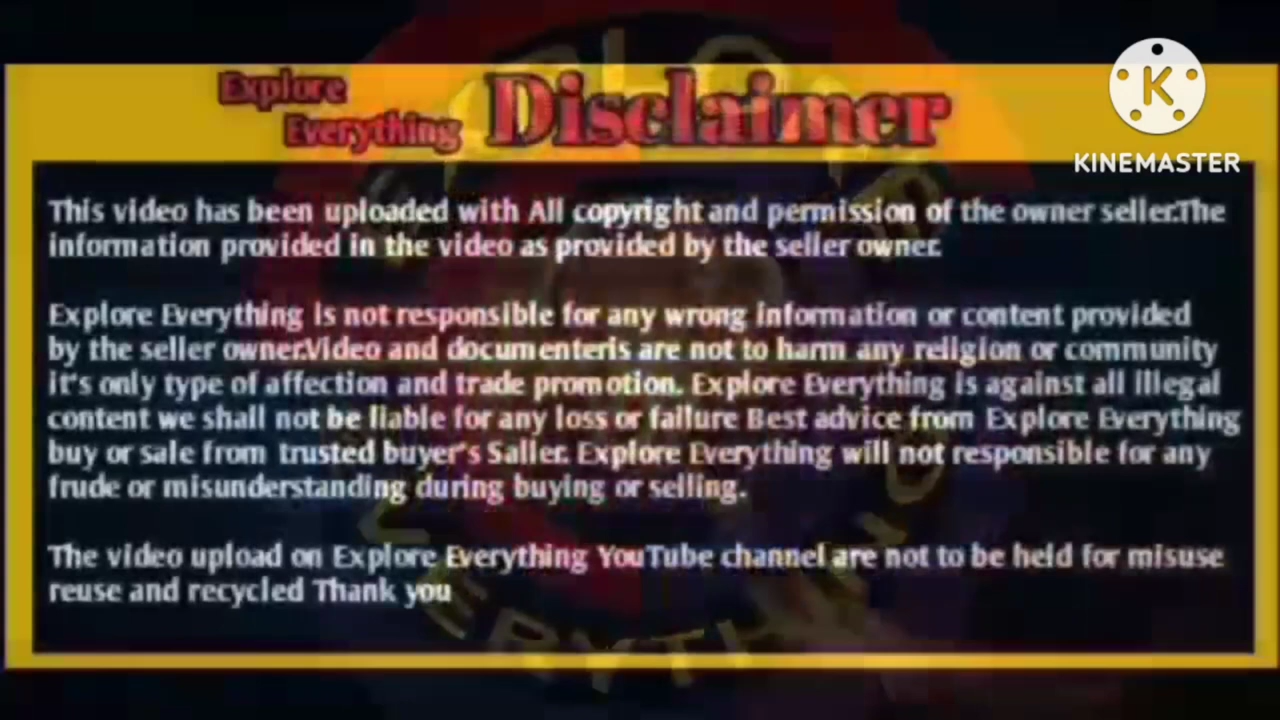 Explore
Everything
Disclaimer
KINEMASTER
This video has been uploaded with All copyright and permission of the owner seller.The
information provided in the video as provided by the seller owner.
Explore Everything is not responsible for any wrong information or content provided
by the seller owner.Video and documenteris are not to harm any religion or community
it's only type of affection and trade promotion. Explore Everything is against all illegal
content we shall not be liable for any loss or failure Best advice from Explore Everything
buy or sale from trusted buyer's Saller. Explore Everything will not responsible for any
frude or misunderstanding during buying or selling.
The video upload on Explore Everything YouTube channel are not to be held for misuse
reuse and recycled Thank you